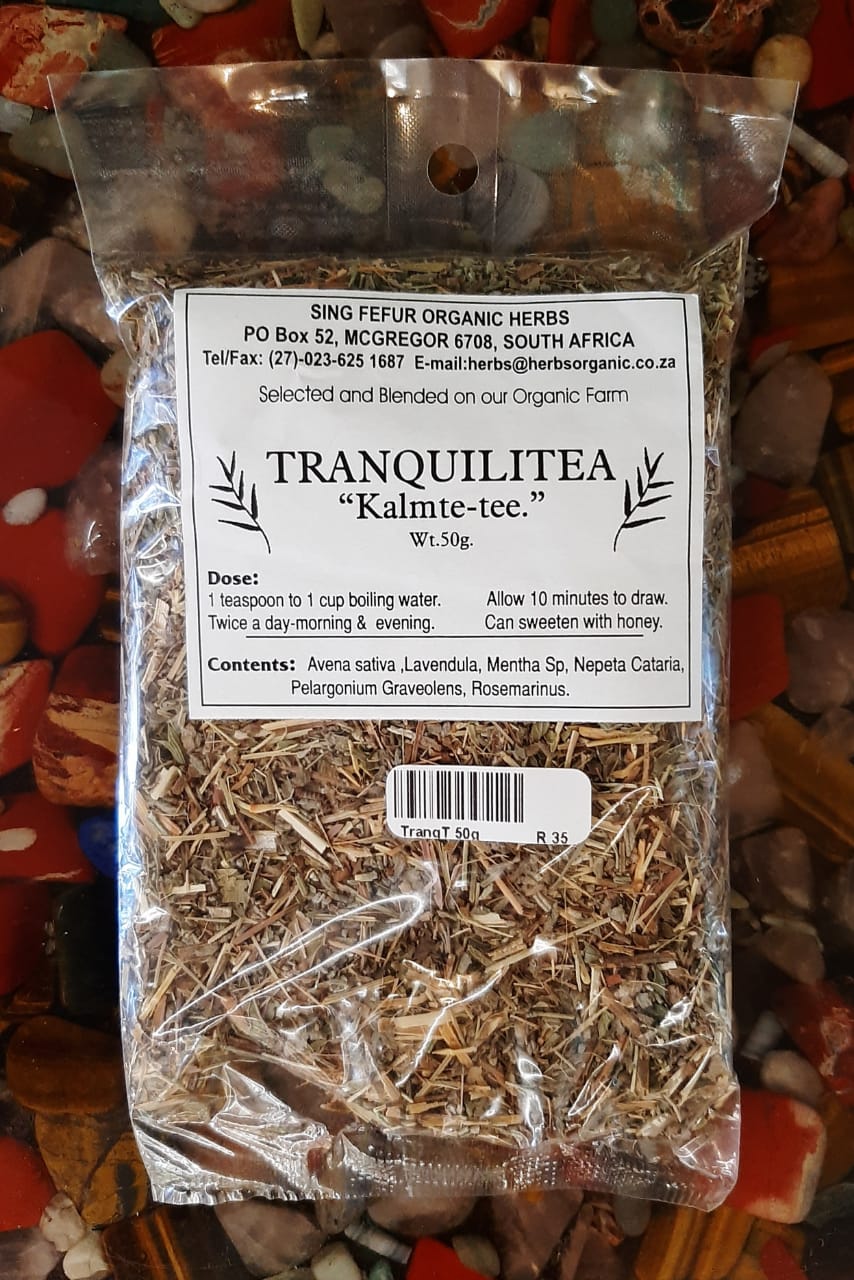 SING FEFUR ORGANIC HERBS
PO Box 52, MCGREGOR 6708, SOUTH AFRICA
Tel/Fax: (27)-023-625 1687 E-mail:herbs@herbsorganic.co.za
Selected and Blended on our Organic Farm
TRANQUILITEA
“Kalmte-tee.”
Wt.50g.
Dose:
1 teaspoon to 1 cup boiling water. Allow 10 minutes to draw.
Twice a day-morning & evening. Can sweeten with honey.
Contents: Avena sativa ,Lavendula, Mentha Sp, Nepeta Cataria,
Pelargonium Graveolens, Rosemarinus.
TranqT 50g R 35